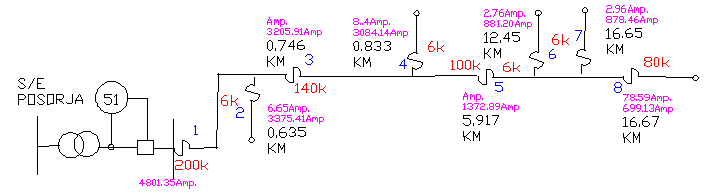 S/E
POSORJA
51
1
200k
4801.35Amp.
6k
2
6.65Amp.
3375.41Amp
0.635
KM
Amp.
3205.91Amp
0.746
KM
3
140k
8..4Amp.
3084.14Amp
0.833
KM
6k
4
100k
5
Amp.
1372.89Amp
5.917
KM
2.76Amp.
881.20Amp
12.45
KM
6k
6k
6
2.96Amp.
878.46Amp
16.65
KM
7
80k
8
78.59Amp.
699.13Amp
16.67
KM